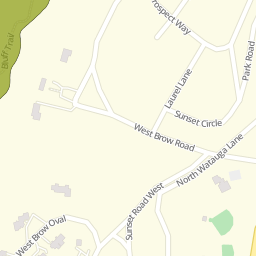 Prospect Way
Bluff Trail
Park Road
Laurel Lane
Sunset Circle
West Brow Road
North Watauga Lane
Sunset Road West
West Brow Oval